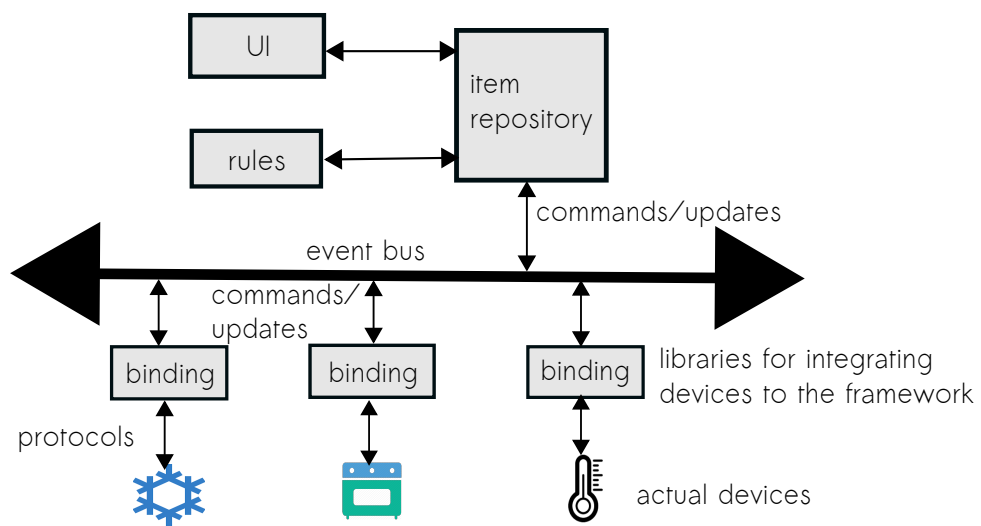 UI
item
repository
rules
commands/updates
event bus
commands/
updates
binding
binding
binding
libraries for integrating
devices to the framework
protocols
actual devices